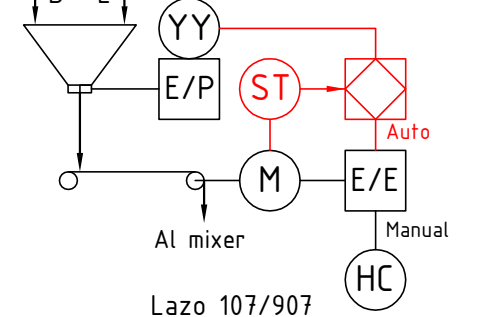 YY
E/P
ST
Auto
M
E/E
Manual
Al mixer
HC
Lazo 107/907